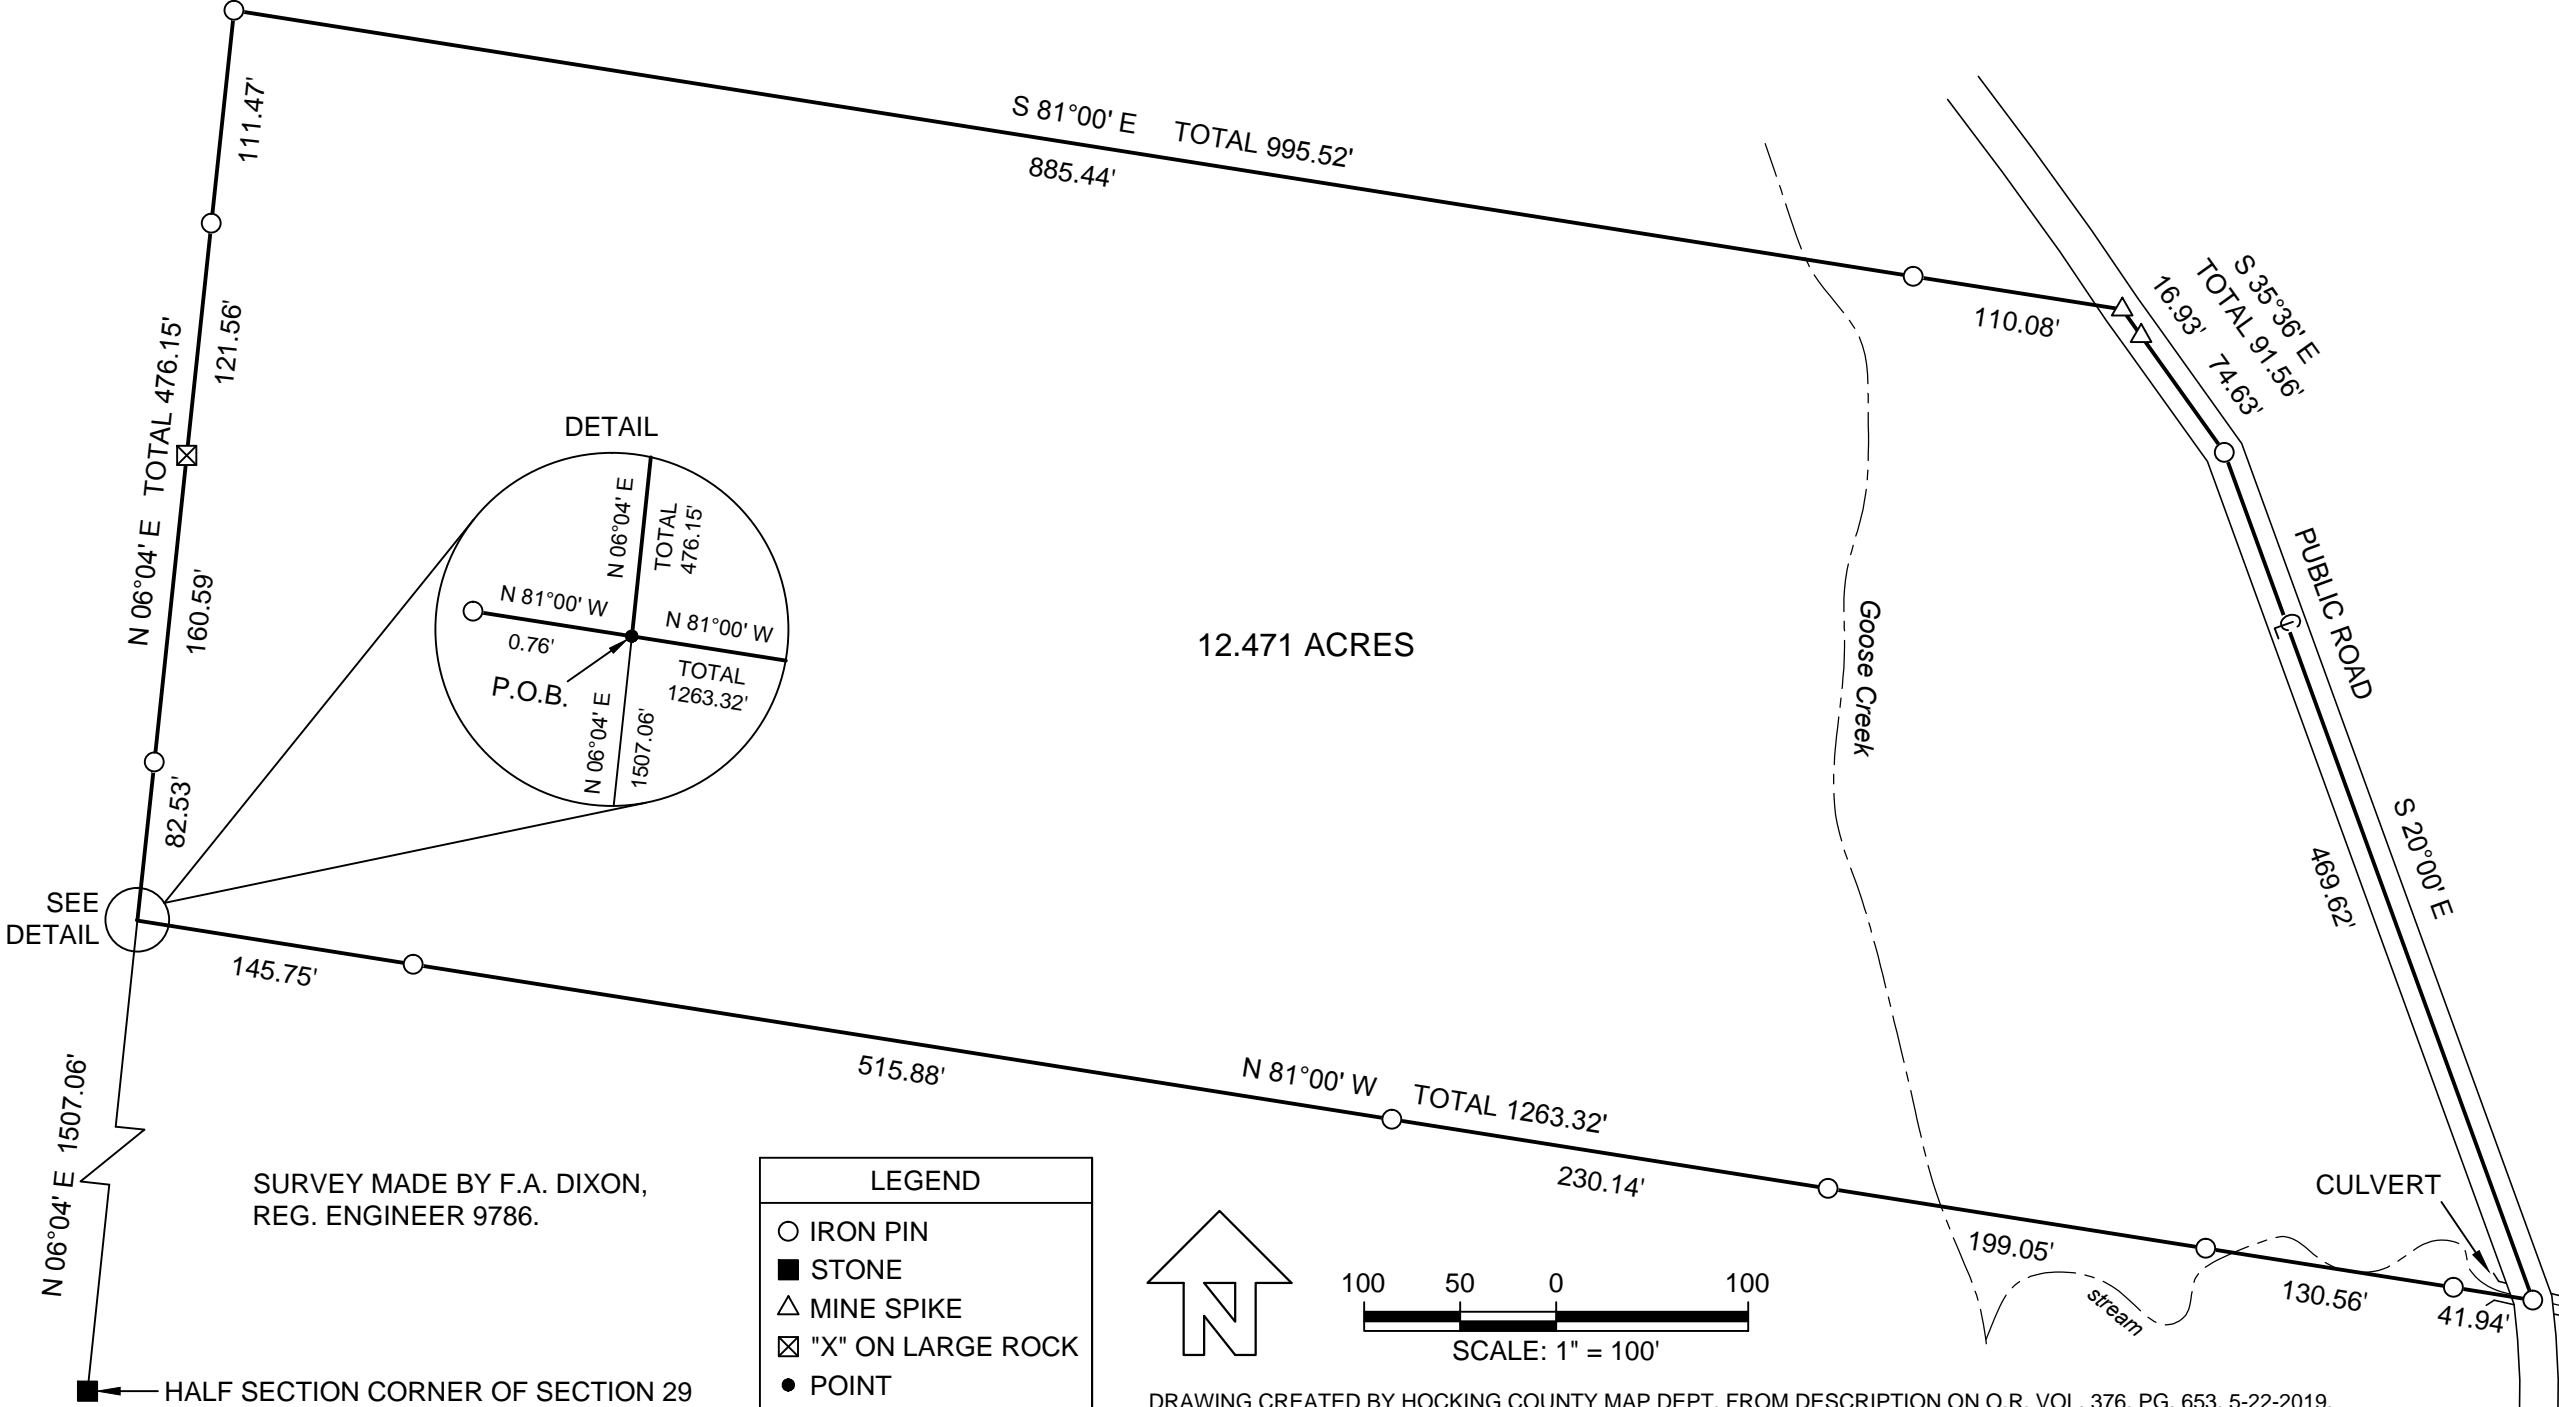 S 81°00' E TOTAL 995.52'
885.44'
110.08'
S 35°36' E
TOTAL 91.56'
16.93' 74.63'
111.47'
121.56'
N 06°04' E TOTAL 476.15'
160.59'
82.53'
DETAIL
N 06°04' E
TOTAL
476.15'
N 81°00' W
0.76'
N 81°00' W
TOTAL
1263.32'
P.O.B.
N 06°04' E
1507.06'
12.471 ACRES
Goose Creek
PUBLIC ROAD
℄
S 20°00' E
469.62'
SEE
DETAIL
145.75'
515.88'
N 81°00' W TOTAL 1263.32'
230.14'
199.05'
130.56'
41.94'
CULVERT
stream
N 06°04' E 1507.06'
SURVEY MADE BY F.A. DIXON,
REG. ENGINEER 9786.
LEGEND
IRON PIN
STONE
MINE SPIKE
"X" ON LARGE ROCK
POINT
N
100 50 0 100
SCALE: 1" = 100'
HALF SECTION CORNER OF SECTION 29
DRAWING CREATED BY HOCKING COUNTY MAP DEPT. FROM DESCRIPTION ON O.R. VOL. 376, PG. 653, 5-22-2019.